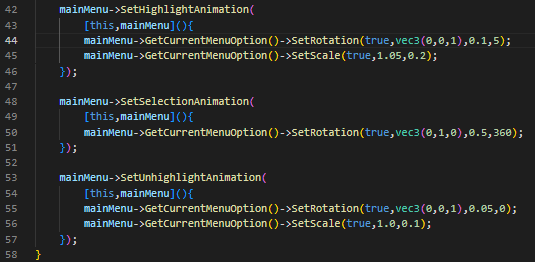 42 mainMenu->SetHighlightAnimation(
43 [this,mainMenu](){
44 mainMenu->GetCurrentMenuOption()->SetRotation(true,vec3(0,0,1),0.1,5);
45 mainMenu->GetCurrentMenuOption()->SetScale(true,1.05,0.2);
46 });
47
48 mainMenu->SetSelectionAnimation(
49 [this,mainMenu](){
50 mainMenu->GetCurrentMenuOption()->SetRotation(true,vec3(0,1,0),0.5,360);
51 });
52
53 mainMenu->SetUnhighlightAnimation(
54 [this,mainMenu](){
55 mainMenu->GetCurrentMenuOption()->SetRotation(true,vec3(0,0,1),0.05,0);
56 mainMenu->GetCurrentMenuOption()->SetScale(true,1.0,0.1);
57 });
58 }